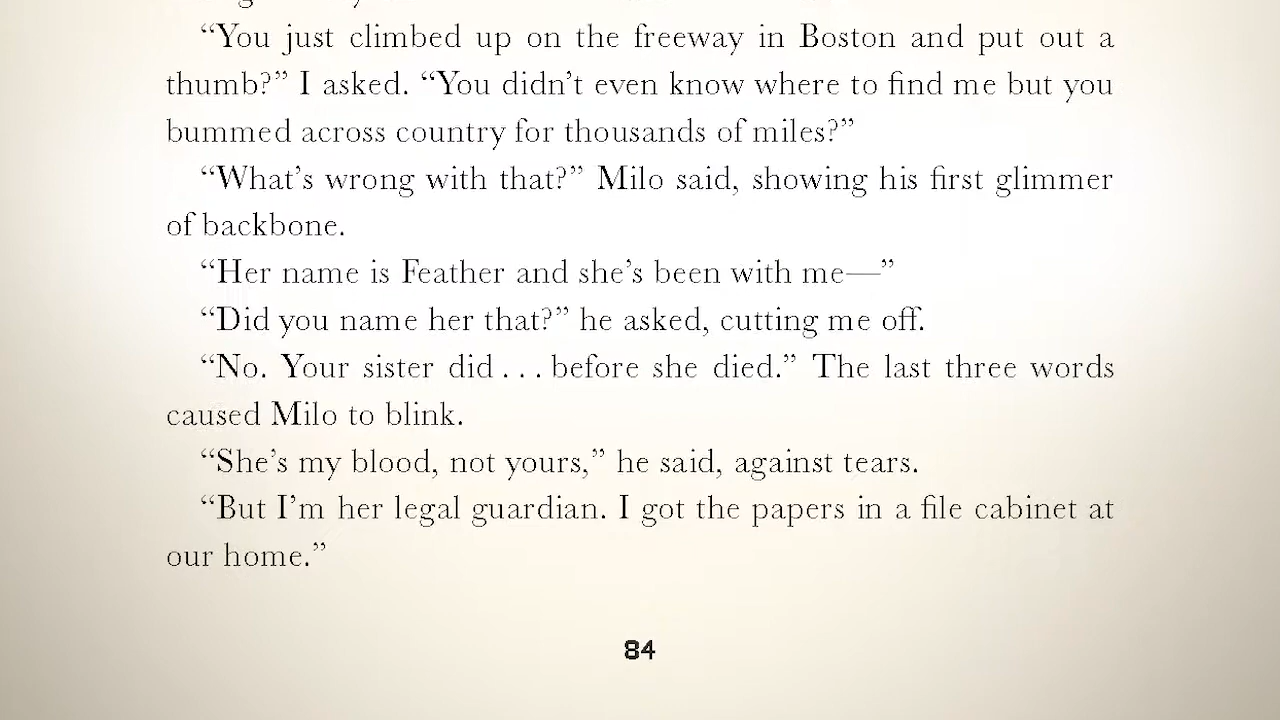 “You just climbed up on the freeway in Boston and put out a
thumb?” I asked. “You didn’t even know where to find me but you
bummed across country for thousands of miles?”
“What’s wrong with that?” Milo said, showing his first glimmer
of backbone.
“Her name is Feather and she’s been with me—”
“Did you name her that?” he asked, cutting me off.
“No. Your sister did . . . before she died.” The last three words
caused Milo to blink.
“She’s my blood, not yours,” he said, against tears.
“But I’m her legal guardian. I got the papers in a file cabinet at
our home.”
84